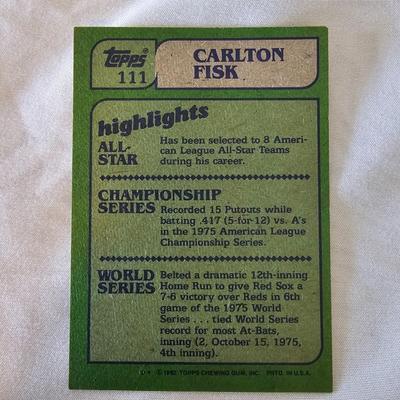 Topps
111
CARLTON
FISK
highlights
ALL-
STAR
Has been selected to 8 Ameri-
can League All-Star Teams
during his career.
CHAMPIONSHIP
SERIES
Recorded 15 Putouts while
batting .417 (5-for-12) vs. A's
in the 1975 American League
Championship Series.
WORLD
SERIES
Belted a dramatic 12th-inning
Home Run to give Red Sox a
7-6 victory over Reds in 6th
game of the 1975 World
Series . . . tied World Series
record for most At-Bats,
inning (2, October 15, 1975,
4th inning).
© 1982 TOPPS CHEWING GUM, INC. PRTD. IN U.S.A.